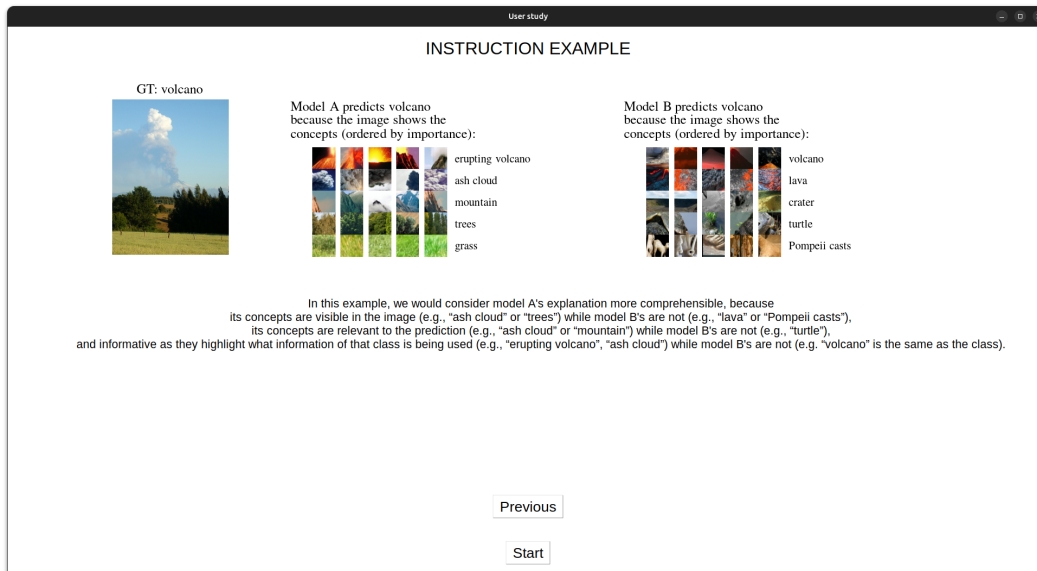 User study
INSTRUCTION EXAMPLE
GT: volcano
Model A predicts volcano
because the image shows the
concepts (ordered by importance):
erupting volcano
ash cloud
mountain
trees
grass
Model B predicts volcano
because the image shows the
concepts (ordered by importance):
volcano
lava
crater
turtle
Pompeii casts
In this example, we would consider model A's explanation more comprehensible, because
its concepts are visible in the image (e.g., “ash cloud” or “trees”) while model B's are not (e.g., “lava” or “Pompeii casts”),
its concepts are relevant to the prediction (e.g., “ash cloud” or “mountain”) while model B's are not (e.g., “turtle”),
and informative as they highlight what information of that class is being used (e.g., “erupting volcano”, “ash cloud”) while model B's are not (e.g. “volcano” is the same as the class).
Previous
Start